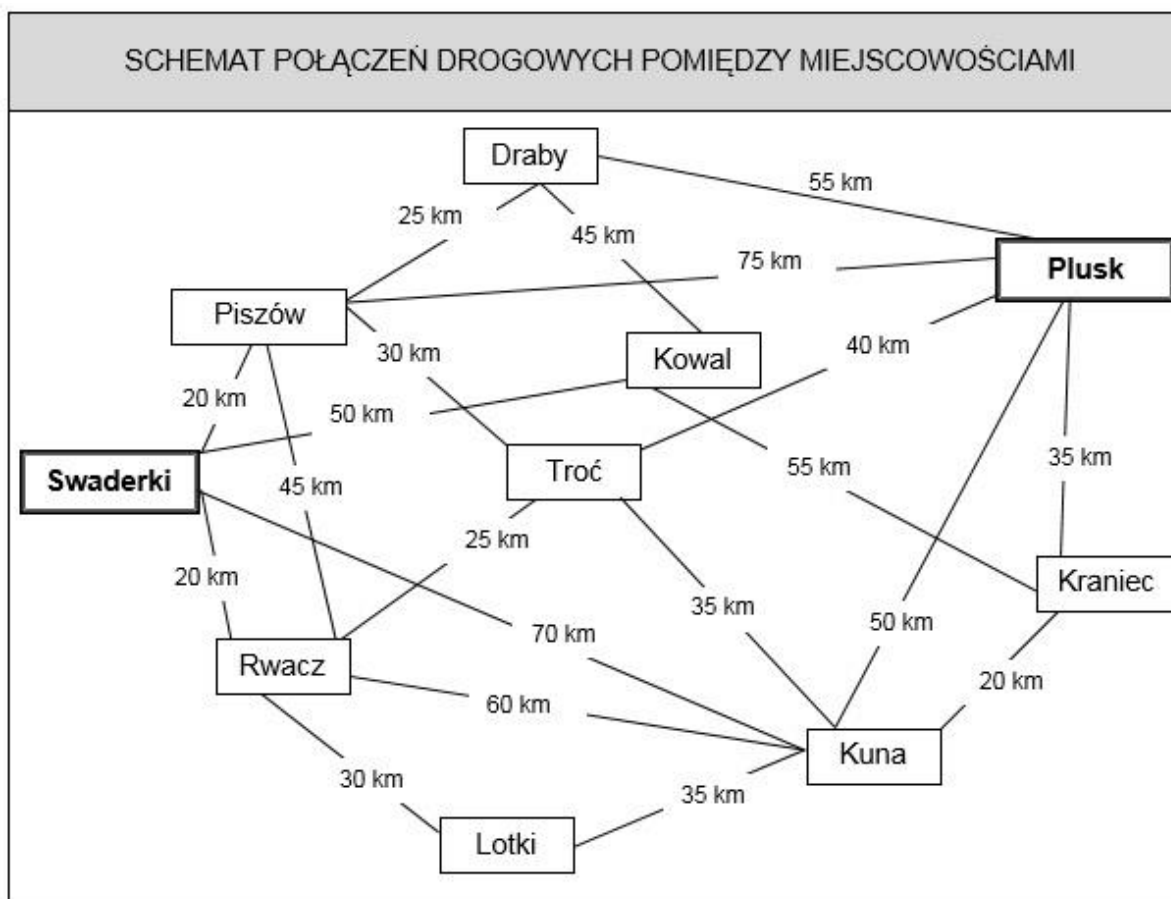 SCHEMAT POŁĄCZEŃ DROGOWYCH POMIĘDZY MIEJSCOWOŚCIAMI
Draby
55 km
25 km
45 km
75 km
Plusk
Piszów
30 km
Kowal
40 km
20 km
50 km
Swaderki
45 km
Troć
55 km
35 km
25 km
20 km
Kraniec
35 km
70 km
50 km
Rwacz
60 km
20 km
Kuna
30 km
35 km
Lotki